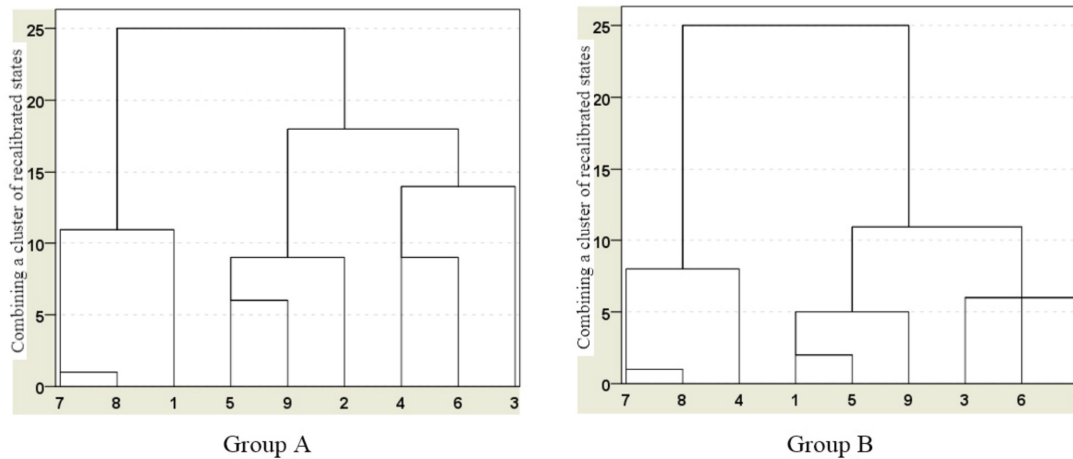 Combining a cluster of recalibrated states
25
20
15
10
5
0
7 8 1 5 9 2 4 6 3
Group A
Combining a cluster of recalibrated states
25
20
15
10
5
0
7 8 4 1 5 9 3 6
Group B